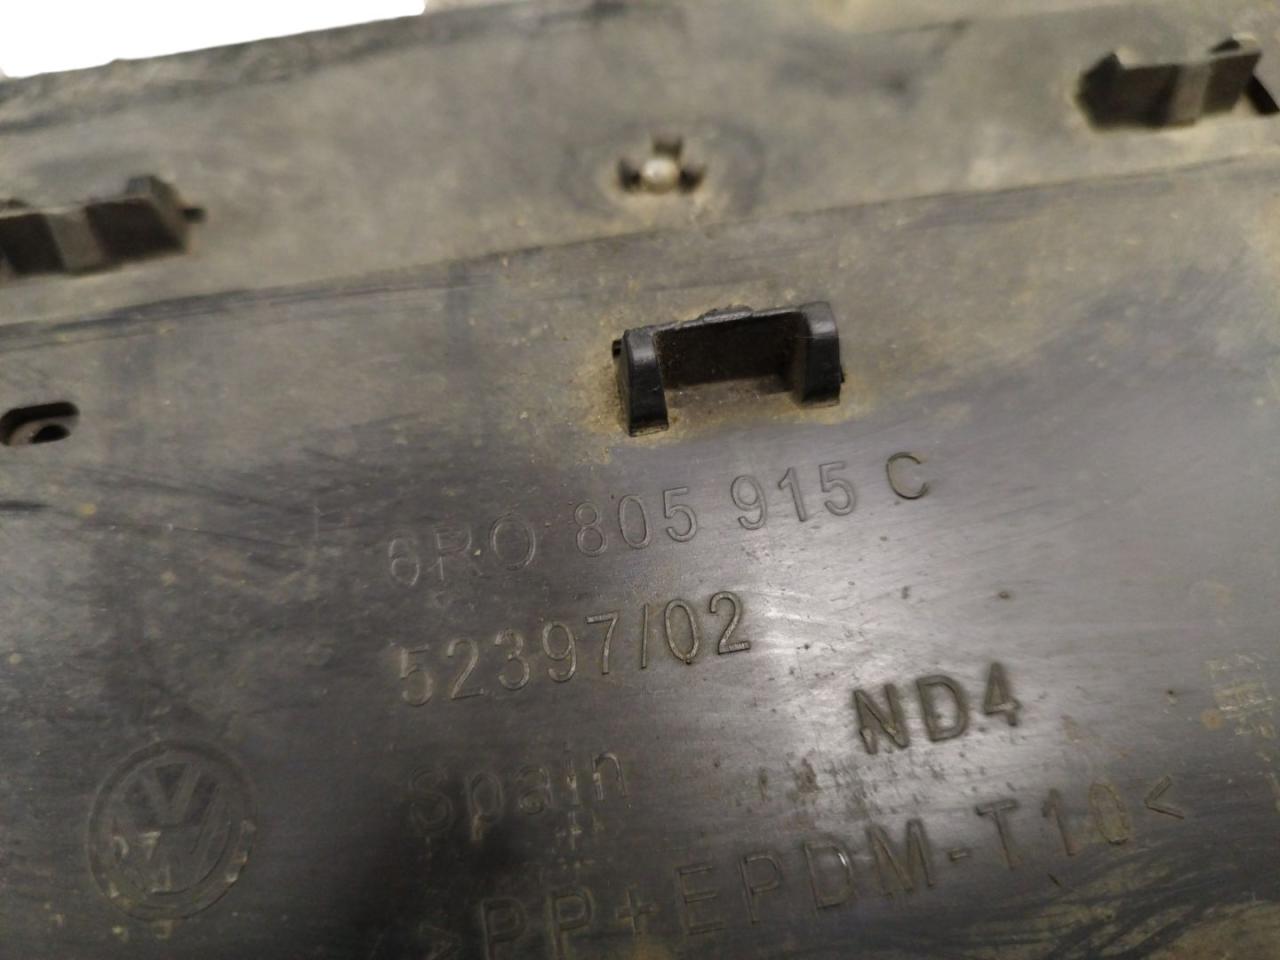 6R0 805 915 C
52397/02
ND4
Spain
>PP+EPDM-T10<